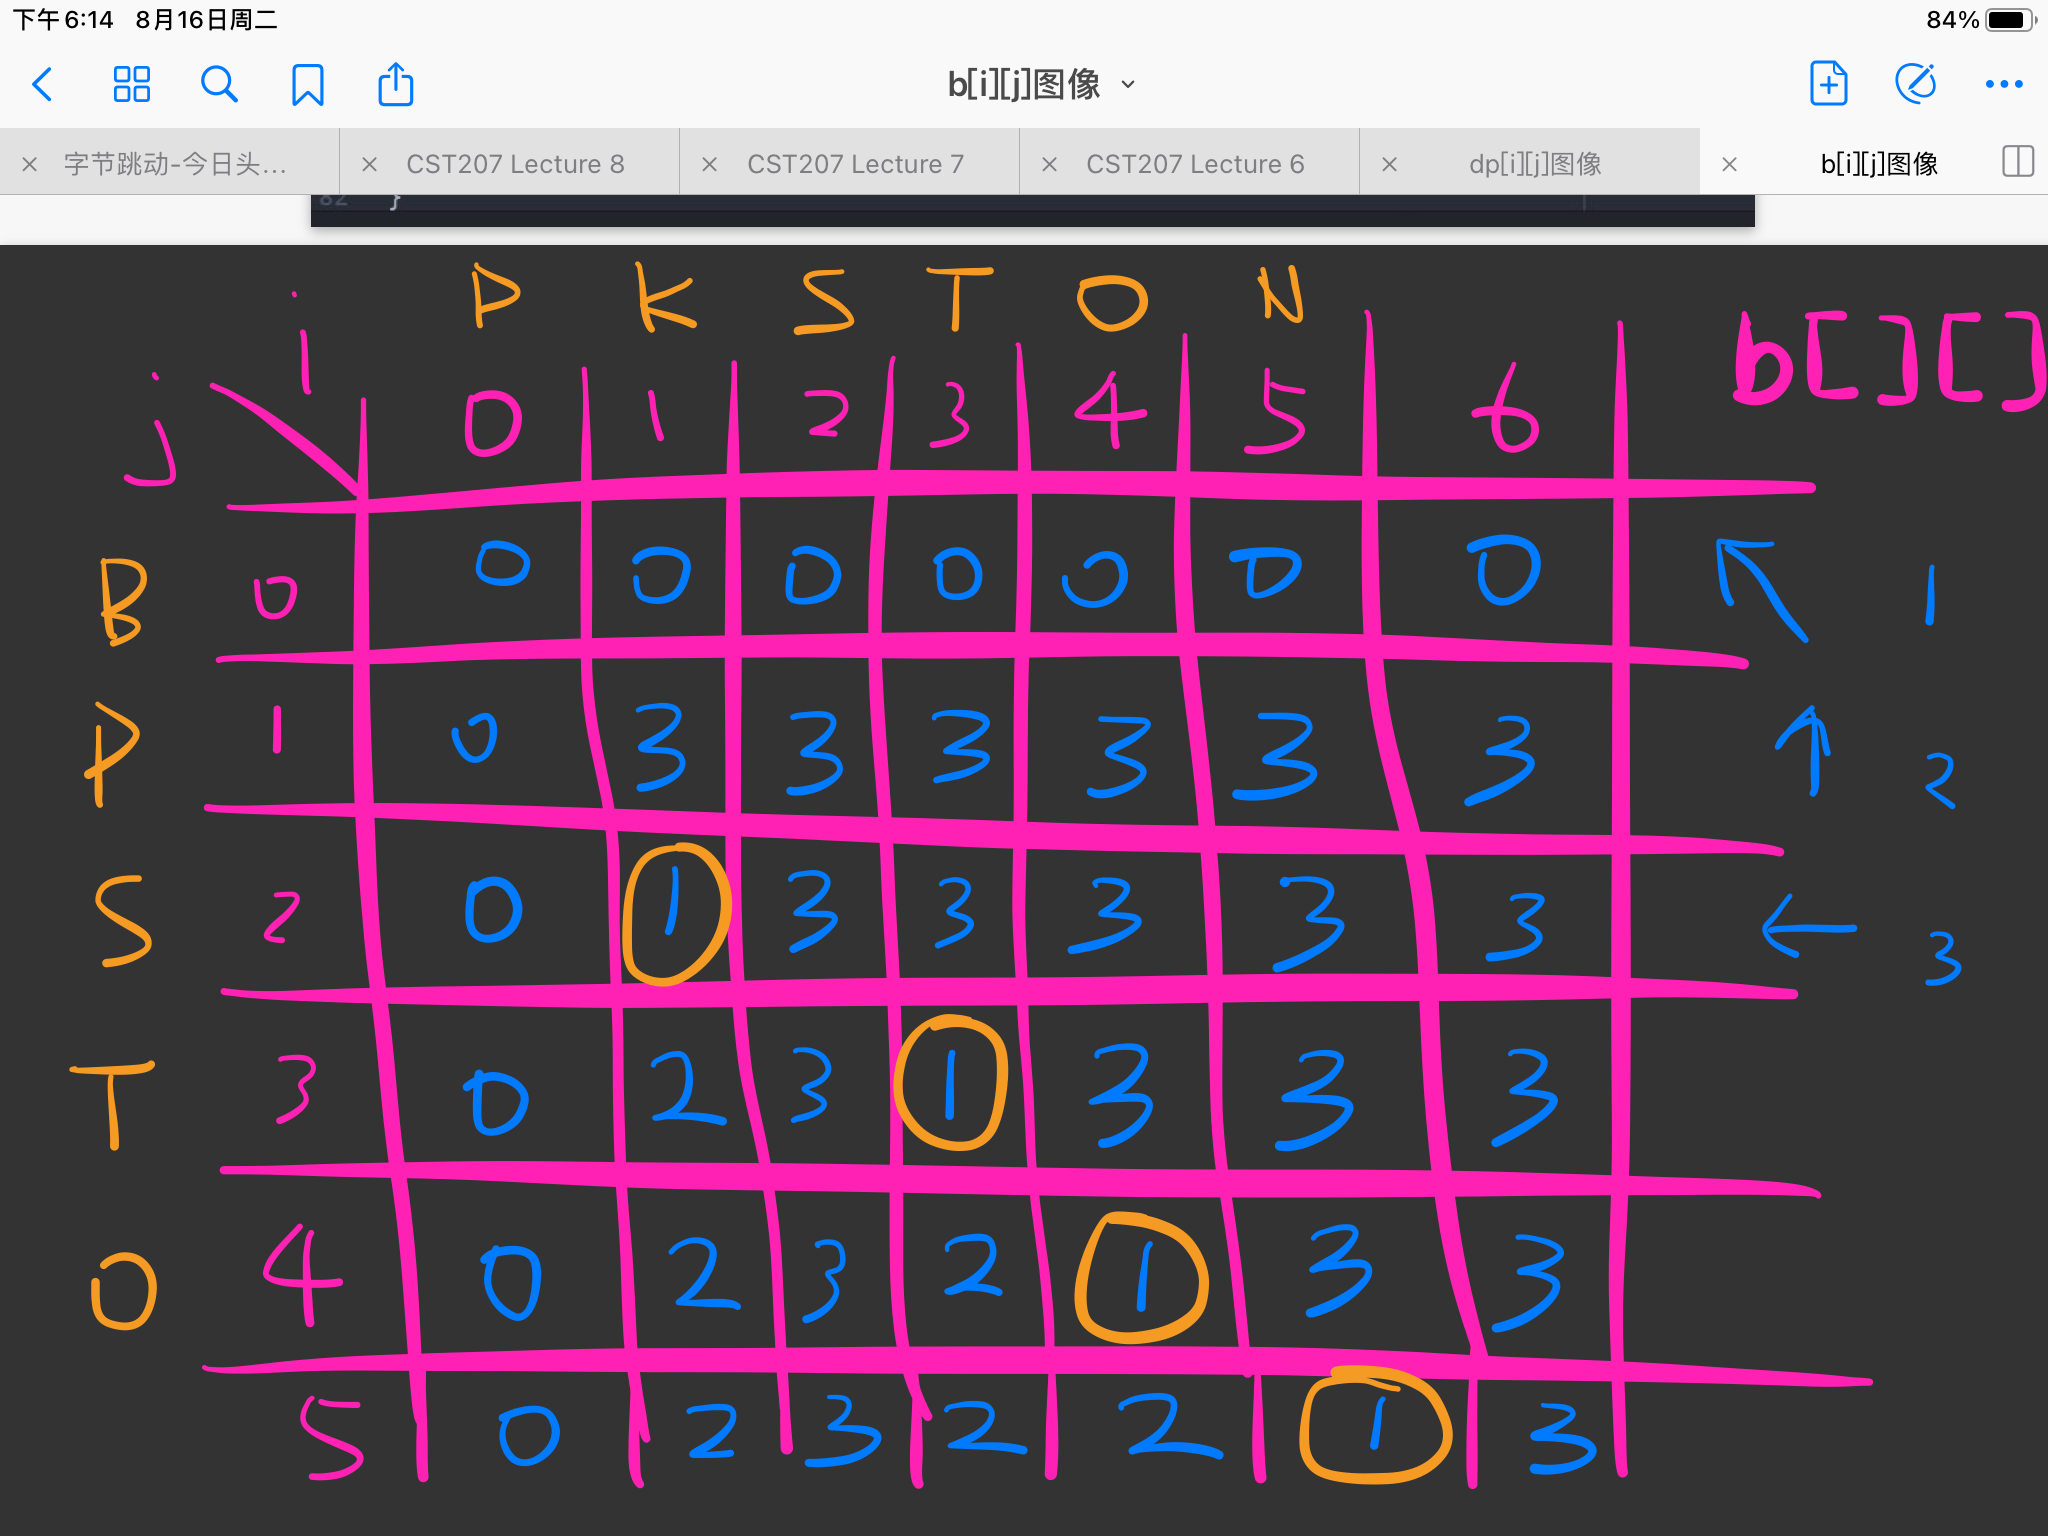 下午6:14 8月16日周二 84%
b[i][j]图像
字节跳动-今日头... CST207 Lecture 8 CST207 Lecture 7 CST207 Lecture 6 dp[i][j]图像 b[i][j]图像
82 }
P K S T O N
i 0 1 2 3 4 5 6 b[][]
j
B 0 0 0 0 0 0 0 0 ↖ 1
P 1 0 3 3 3 3 3 3 ↑ 2
S 2 0 1 3 3 3 3 3 ← 3
T 3 0 2 3 1 3 3 3
O 4 0 2 3 2 1 3 3
5 0 2 3 2 2 1 3